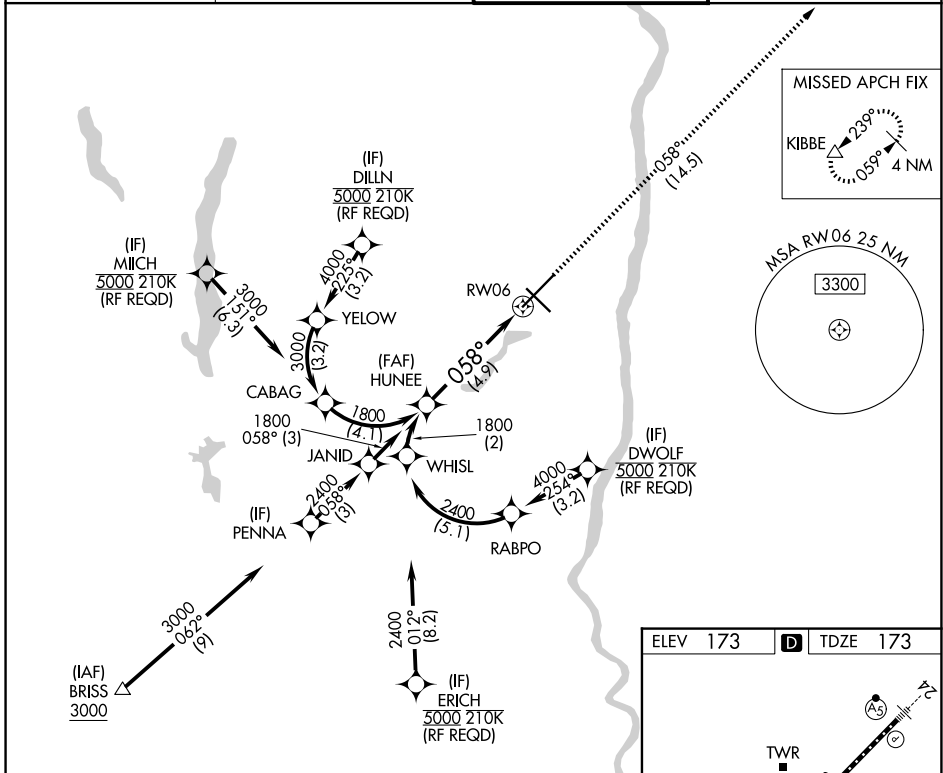 MISSED APCH FIX
KIBBE
239°
059°
4 NM
058°
(14.5)
(IF)
DILLN
5000 210K
(RF REQD)
(IF)
MIICH
5000 210K
(RF REQD)
4000
225°
(3.2)
3000
151°
(6.3)
YELOW
3000
(3.2)
RW06
MSA RW06 25 NM
3300
(FAF)
HUNEE
058°
(4.9)
CABAG
1800
(4.1)
1800
058° (3)
1800
(2)
JANID
WHISL
(IF)
DWOLF
5000 210K
(RF REQD)
4000
254°
(3.2)
2400
058°
(3)
2400
(5.1)
RABPO
(IF)
PENNA
3000
062°
(9)
2400
012°
(8.2)
(IAF)
BRISS
3000
(IF)
ERICH
5000 210K
(RF REQD)
ELEV 173
D
TDZE 173
24
A5
P
TWR